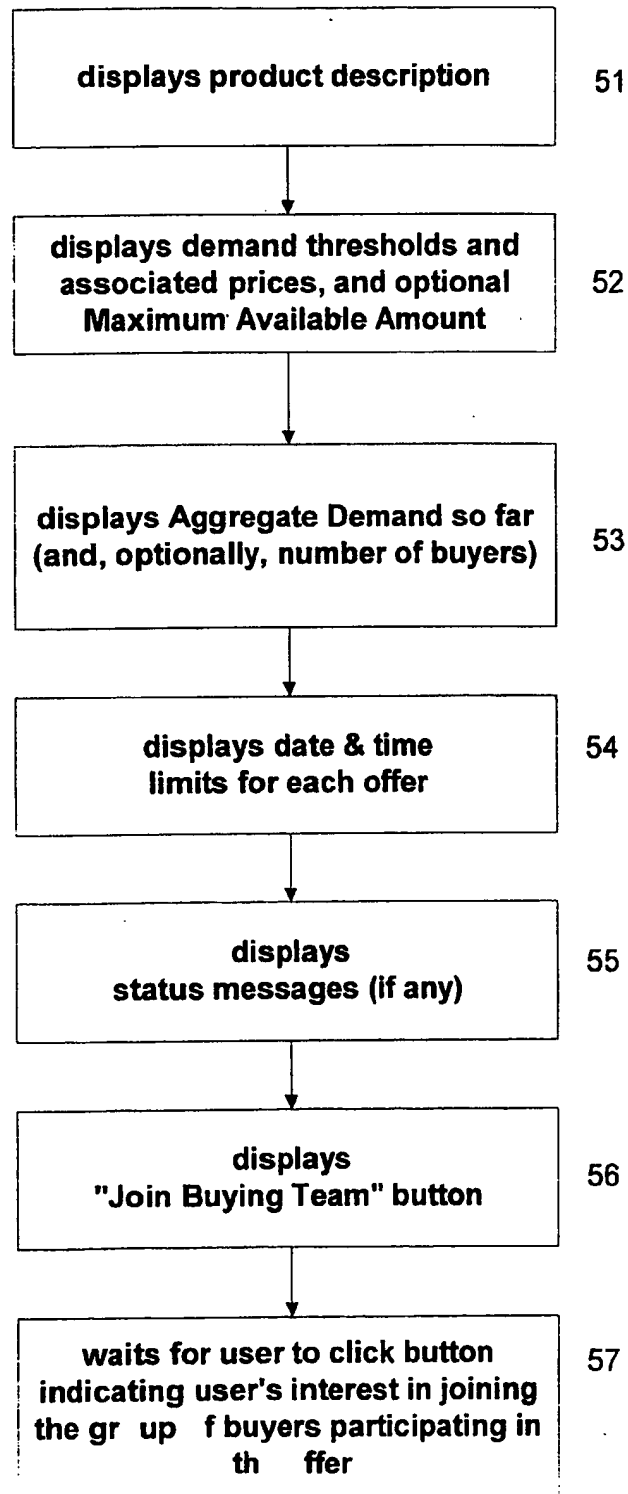 displays product description
51
displays demand thresholds and
associated prices, and optional
Maximum Available Amount
52
displays Aggregate Demand so far
(and, optionally, number of buyers)
53
displays date & time
limits for each offer
54
displays
status messages (if any)
55
displays
"Join Buying Team" button
56
waits for user to click button
indicating user's interest in joining
the gr up f buyers participating in
th ffer
57